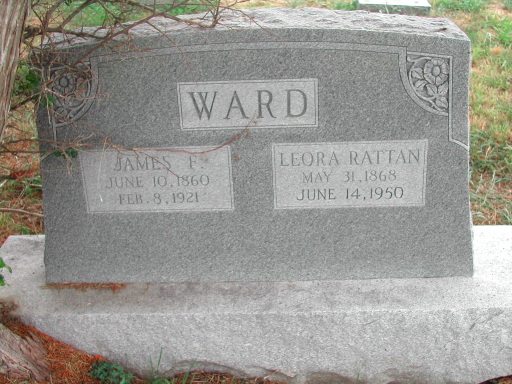 WARD
JAMES F.
JUNE 10, 1860
FEB. 8, 1921
LEORA RATTAN
MAY 31, 1868
JUNE 14, 1950